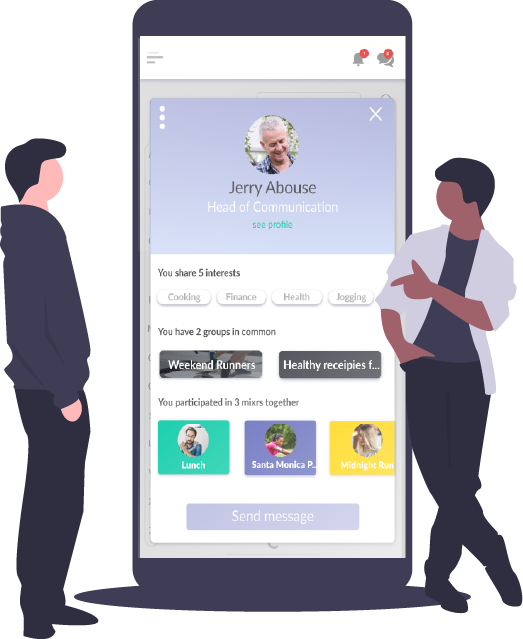 Jerry Abouse
Head of Communication
see profile
You share 5 interests
Cooking Finance Health Jogging
You have 2 groups in common
Weekend Runners Healthy receipies f...
You participated in 3 mixrs together
Lunch Santa Monica P... Midnight Run
Send message